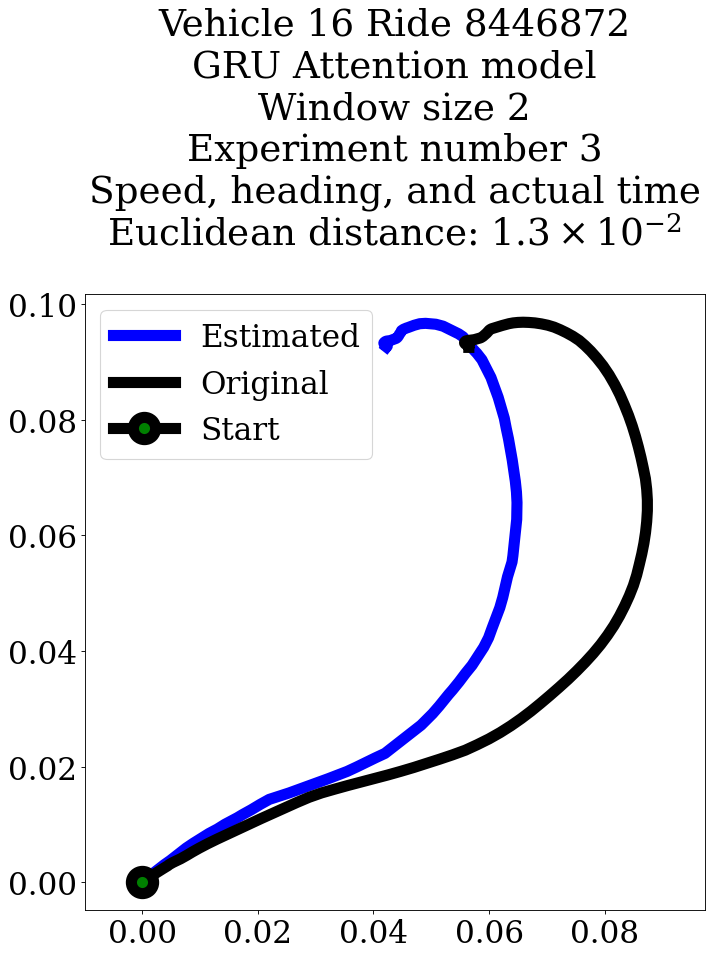 Vehicle 16 Ride 8446872
GRU Attention model
Window size 2
Experiment number 3
Speed, heading, and actual time
Euclidean distance: 1.3 × 10⁻²
0.10
0.08
0.06
0.04
0.02
0.00
Estimated
Original
Start
0.00 0.02 0.04 0.06 0.08